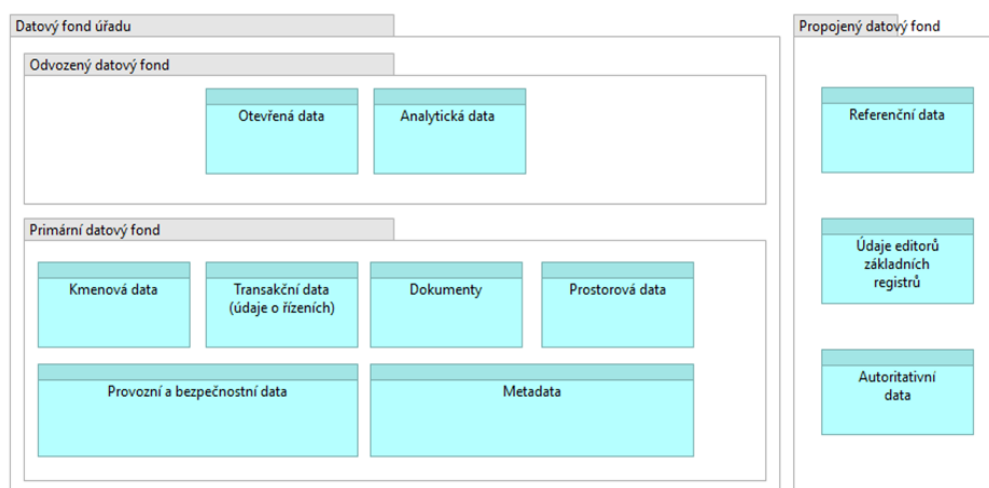 Datový fond úřadu
Odvozený datový fond
Otevřená data
Analytická data
Primární datový fond
Kmenová data
Transakční data
(údaje o řízeních)
Dokumenty
Prostorová data
Provozní a bezpečnostní data
Metadata
Propojený datový fond
Referenční data
Údaje editorů
základních
registrů
Autoritativní
data